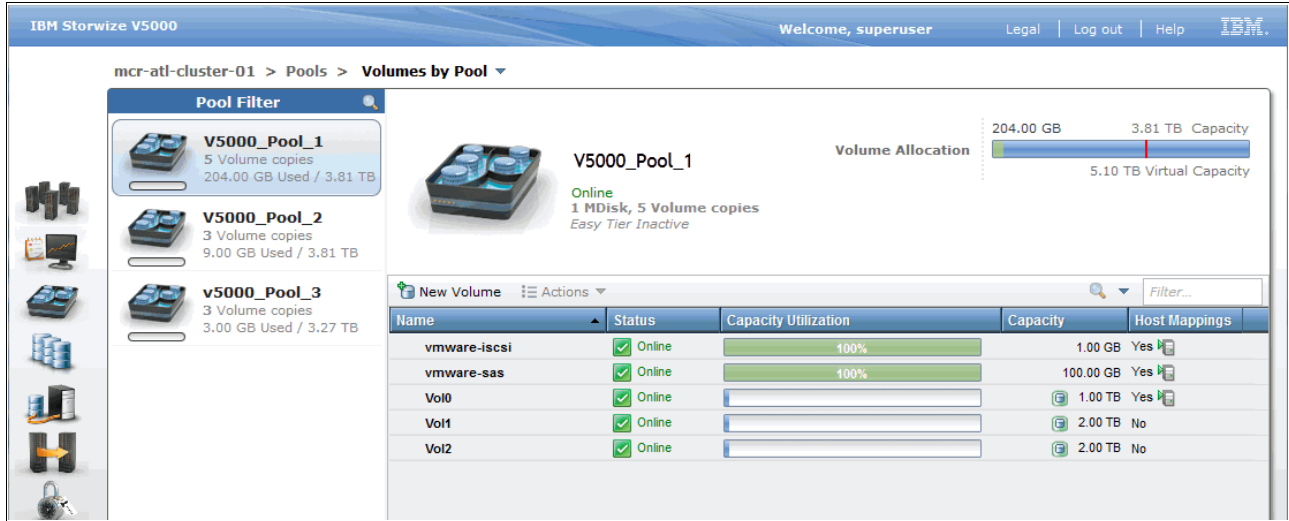 IBM Storwize V5000
Welcome, superuser
Legal | Log out | Help
IBM.
mcr-atl-cluster-01 > Pools > Volumes by Pool
Pool Filter
V5000_Pool_1
5 Volume copies
204.00 GB Used / 3.81 TB
V5000_Pool_2
3 Volume copies
9.00 GB Used / 3.81 TB
v5000_Pool_3
3 Volume copies
3.00 GB Used / 3.27 TB
V5000_Pool_1
Online
1 MDisk, 5 Volume copies
Easy Tier Inactive
Volume Allocation
204.00 GB 3.81 TB Capacity
5.10 TB Virtual Capacity
New Volume Actions Filter...
Name Status Capacity Utilization Capacity Host Mappings
vmware-iscsi Online 100% 1.00 GB Yes
vmware-sas Online 100% 100.00 GB Yes
Vol0 Online 1.00 TB Yes
Vol1 Online 2.00 TB No
Vol2 Online 2.00 TB No